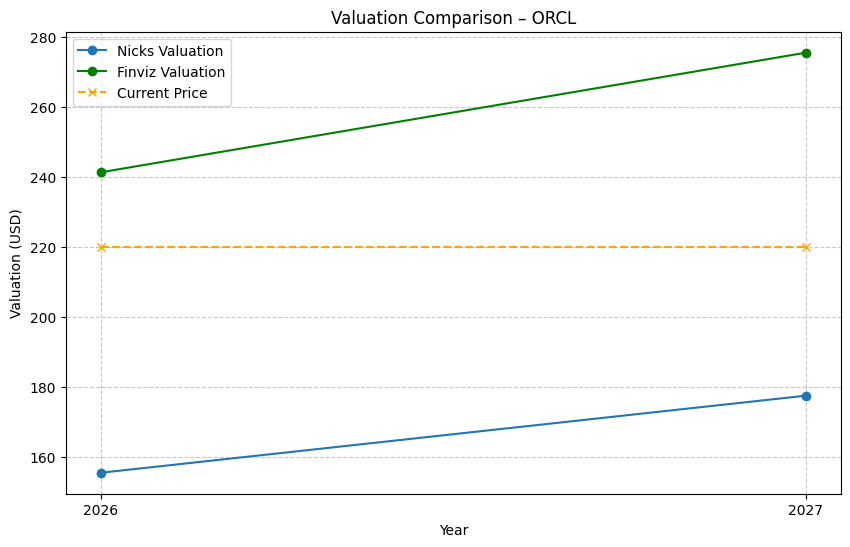 Valuation Comparison – ORCL
Nicks Valuation
Finviz Valuation
Current Price
Valuation (USD)
280
260
240
220
200
180
160
2026
2027
Year